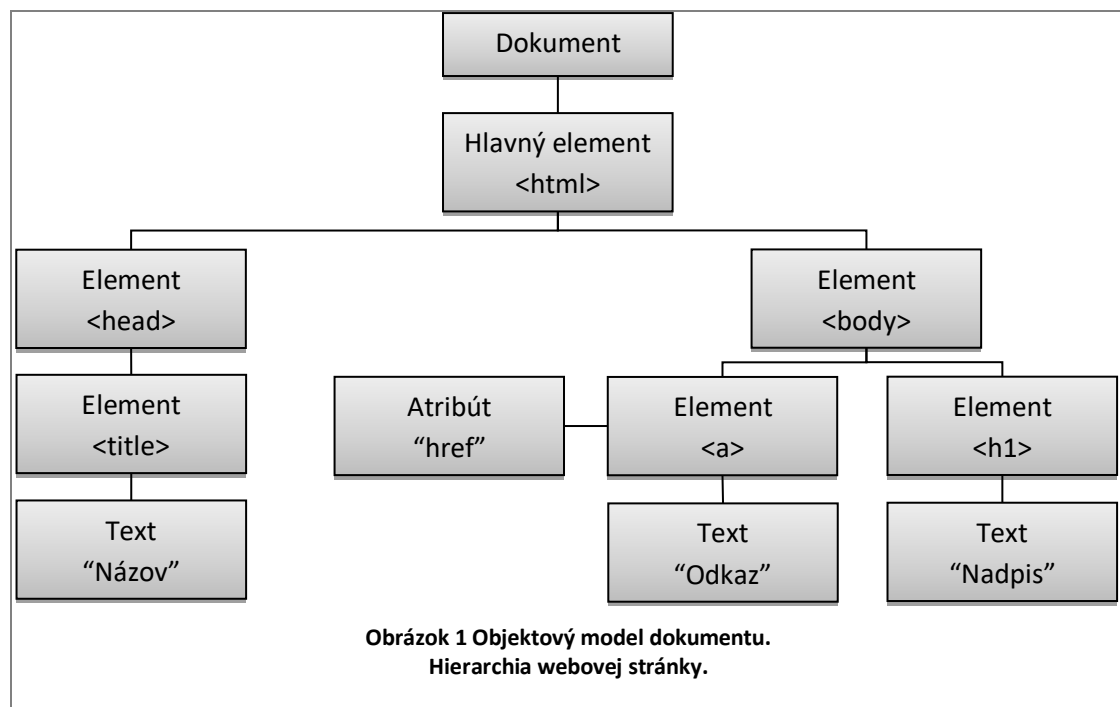 Dokument
Hlavný element
<html>
Element
<head>
Element
<body>
Element
<title>
Atribút
“href”
Element
<a>
Element
<h1>
Text
“Názov”
Text
“Odkaz”
Text
“Nadpis”
Obrázok 1 Objektový model dokumentu.
Hierarchia webovej stránky.